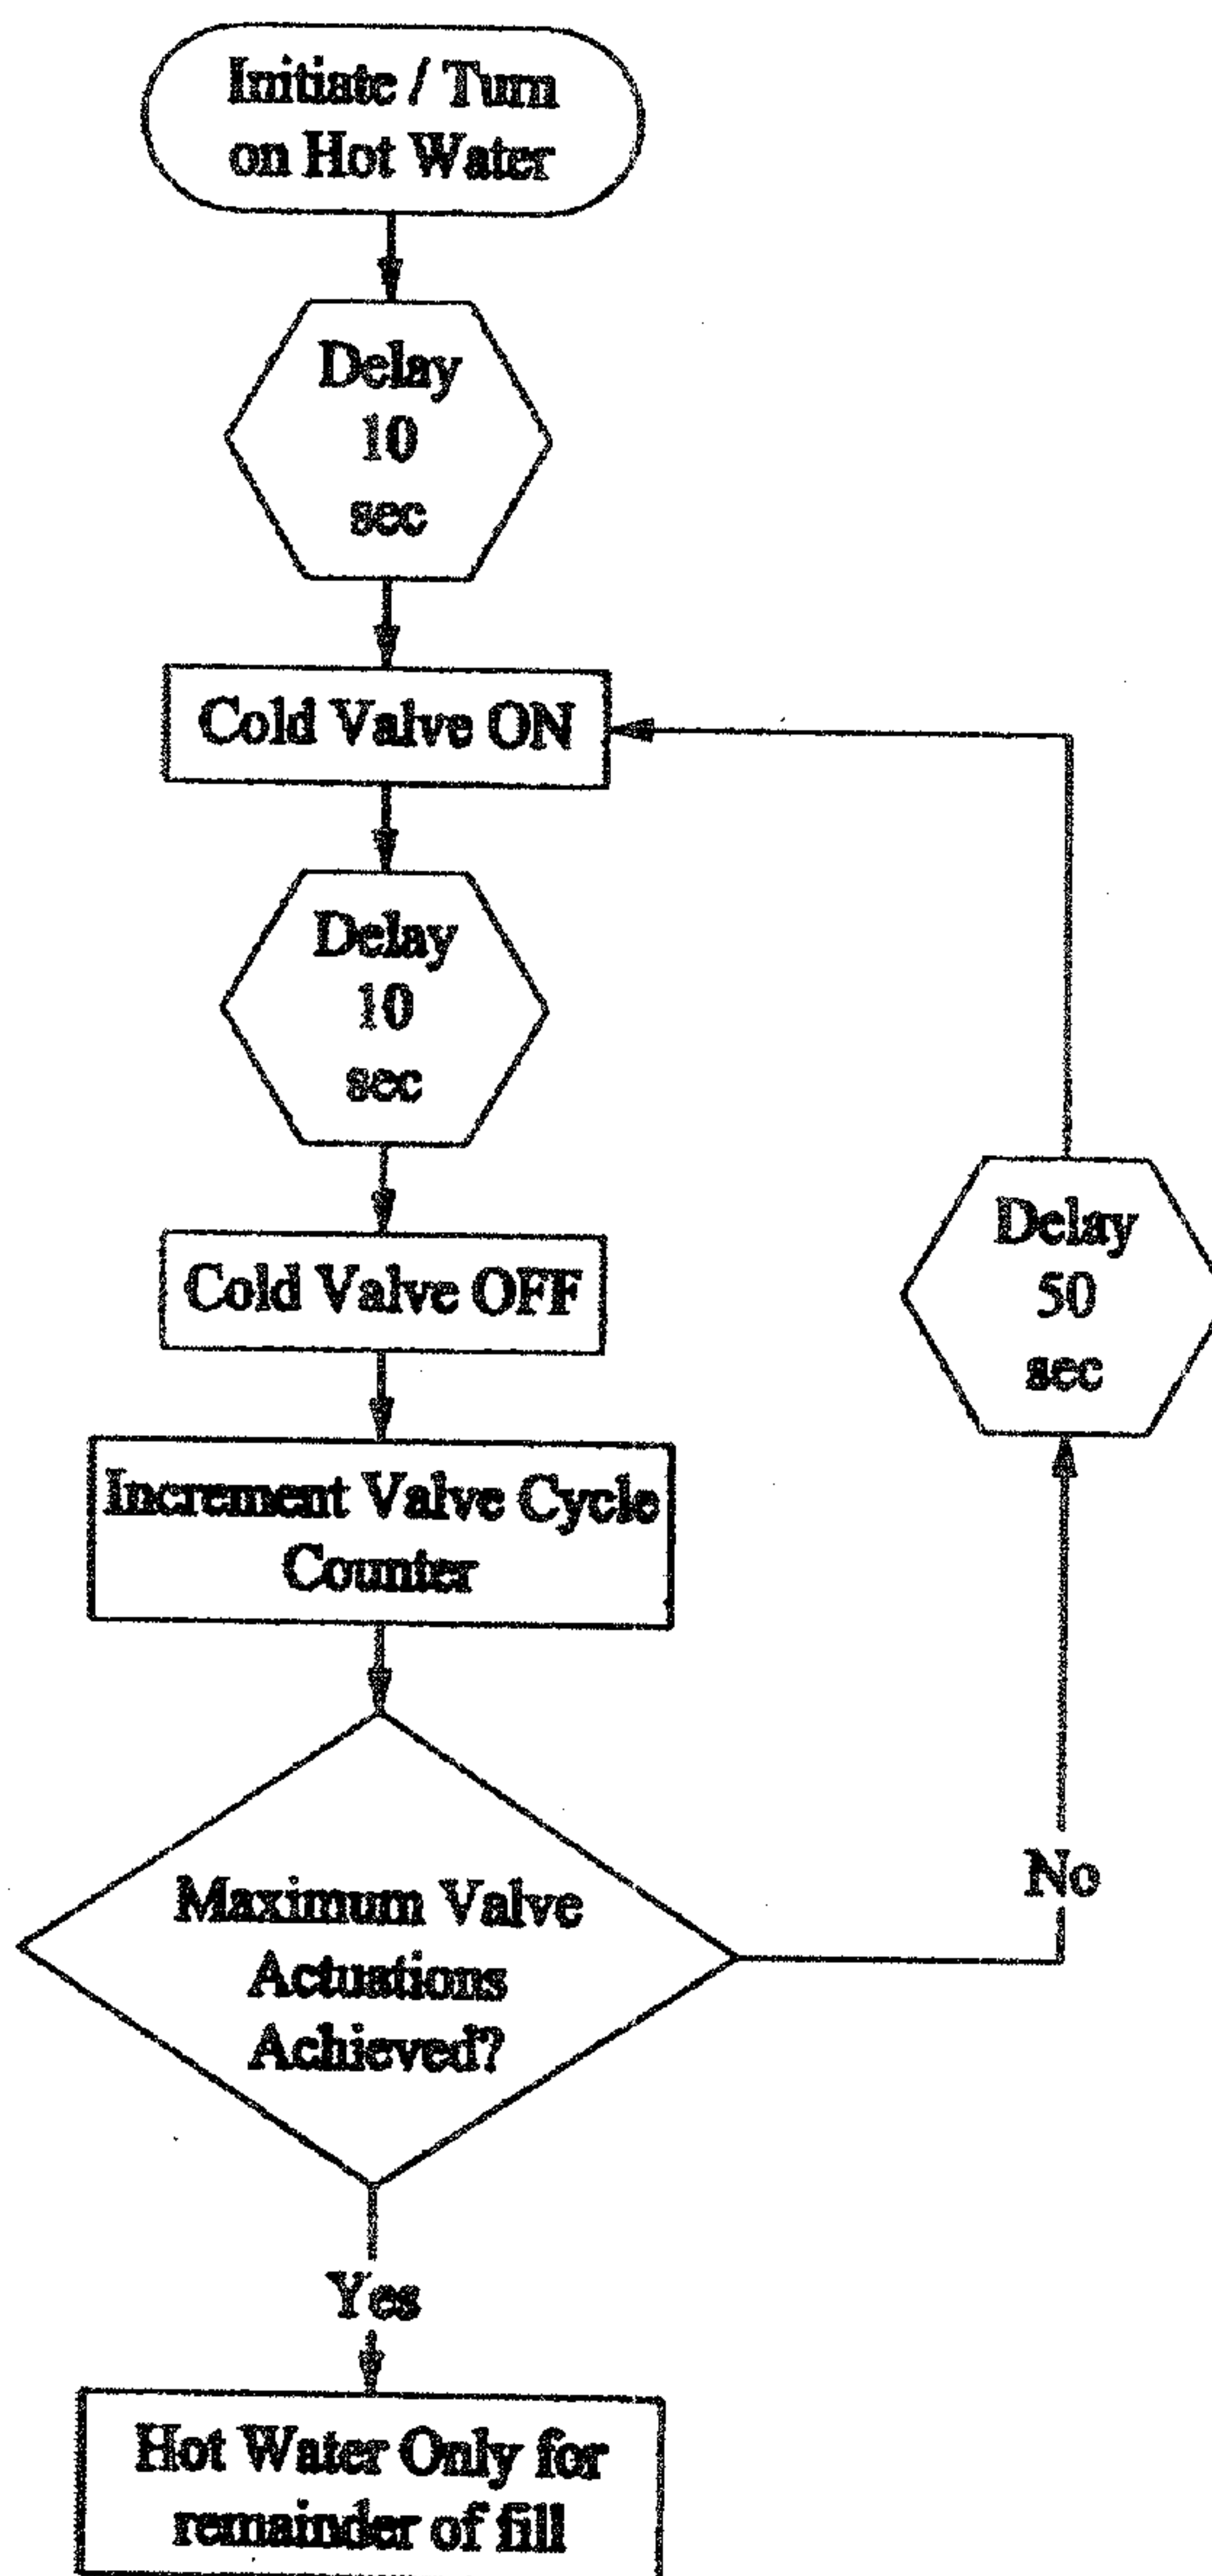 Initiate / Turn
on Hot Water
Delay
10
sec
Cold Valve ON
Delay
10
sec
Cold Valve OFF
Delay
50
sec
Increment Valve Cycle
Counter
Maximum Valve
Actuations
Achieved?
No
Yes
Hot Water Only for
remainder of fill